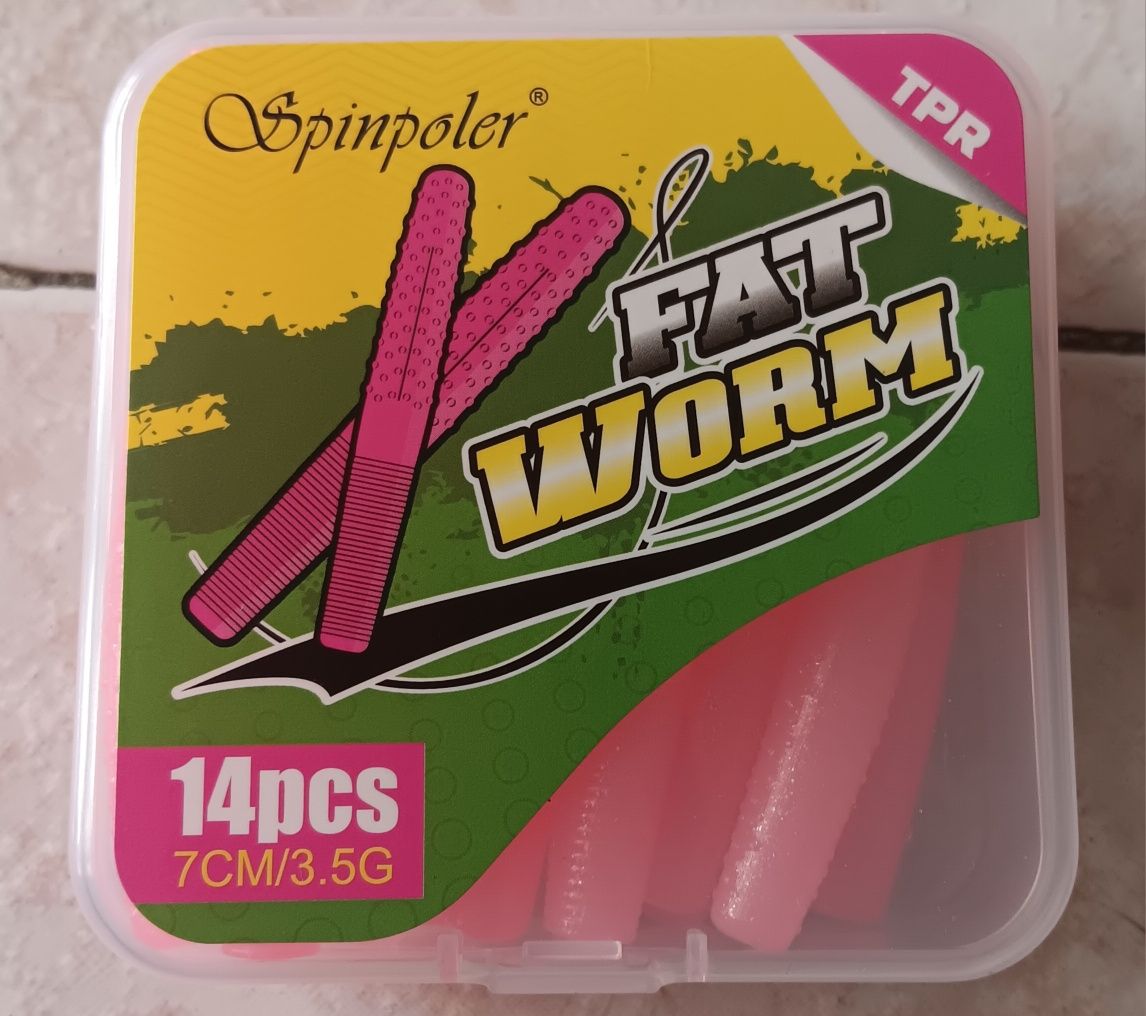 Spinpoler®
TPR
FAT
WORM
14pcs
7CM/3.5G